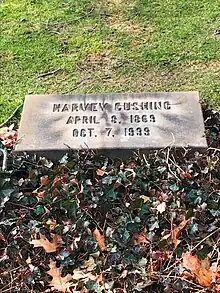 HARVEY CUSHING
APRIL 8, 1869
OCT. 7, 1939